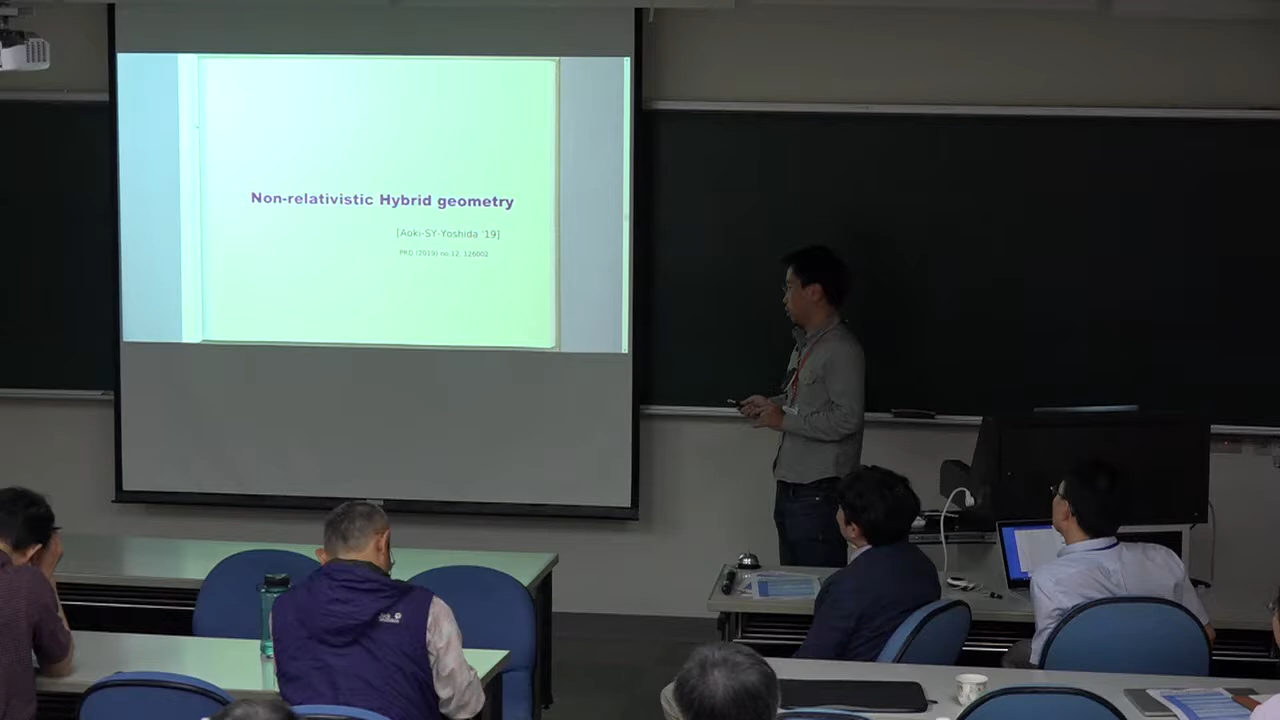 Non-relativistic Hybrid geometry
[Aoki-SY-Yoshida '19]
PRD (2019) no.12, 126002